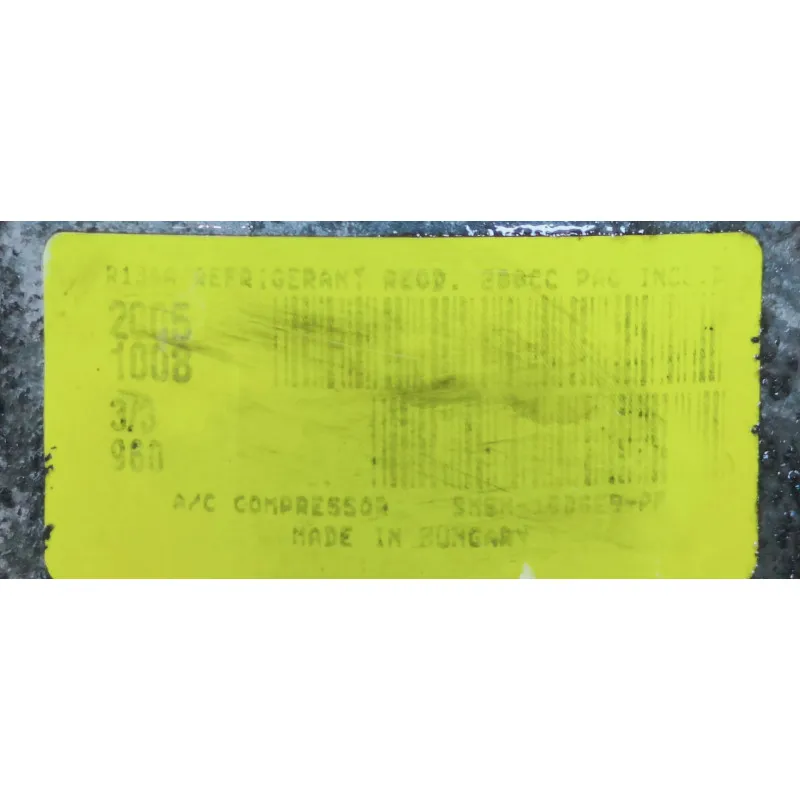 R134A REFRIGERANT REQD. 200CC PAG INCL.
2005
1008
960
A/C COMPRESSOR
MADE IN HUNGARY